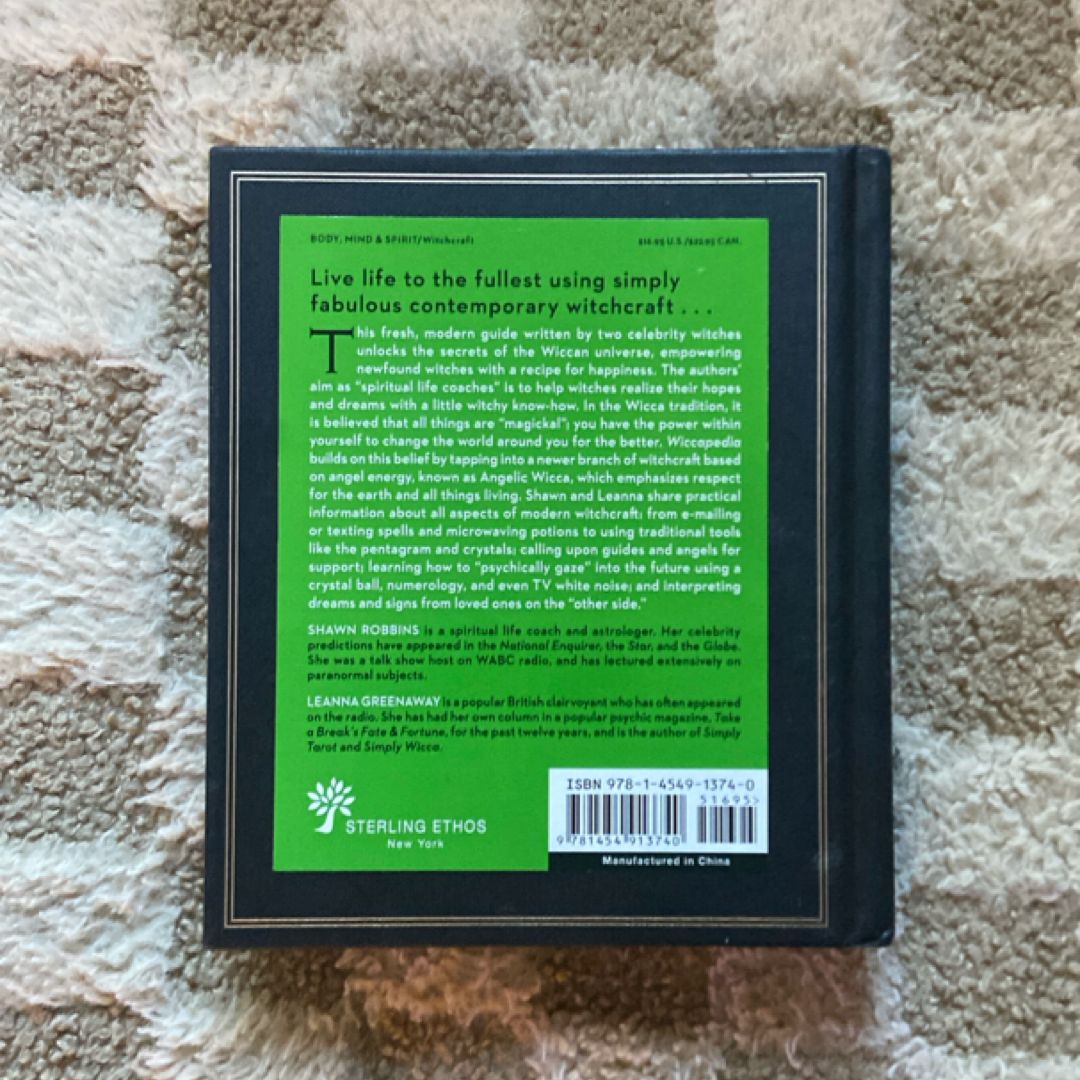 BODY, MIND & SPIRIT/Witchcraft
$16.95 U.S./$22.95 CAN.
Live life to the fullest using simply
fabulous contemporary witchcraft . . .
This fresh, modern guide written by two celebrity witches
unlocks the secrets of the Wiccan universe, empowering
newfound witches with a recipe for happiness. The authors'
aim as "spiritual life coaches" is to help witches realize their hopes
and dreams with a little witchy know-how. In the Wicca tradition, it
is believed that all things are "magickal"; you have the power within
yourself to change the world around you for the better. Wiccapedia
builds on this belief by tapping into a newer branch of witchcraft based
on angel energy, known as Angelic Wicca, which emphasizes respect
for the earth and all things living. Shawn and Leanna share practical
information about all aspects of modern witchcraft: from e-mailing
or texting spells and microwaving potions to using traditional tools
like the pentagram and crystals; calling upon guides and angels for
support; learning how to "psychically gaze" into the future using a
crystal ball, numerology, and even TV white noise; and interpreting
dreams and signs from loved ones on the "other side."
SHAWN ROBBINS is a spiritual life coach and astrologer. Her celebrity
predictions have appeared in the National Enquirer, the Star, and the Globe.
She was a talk show host on WABC radio, and has lectured extensively on
paranormal subjects.
LEANNA GREENAWAY is a popular British clairvoyant who has often appeared
on the radio. She has had her own column in a popular psychic magazine, Take
a Break's Fate & Fortune, for the past twelve years, and is the author of Simply
Tarot and Simply Wicca.
STERLING ETHOS
New York
ISBN 978-1-4549-1374-0
51695>
9 781454 913740
Manufactured in China